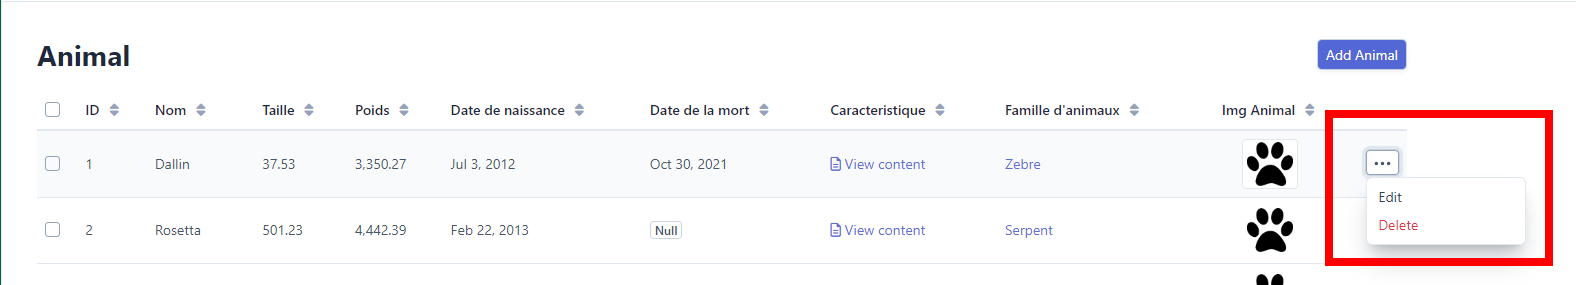 Animal
Add Animal
ID Nom Taille Poids Date de naissance Date de la mort Caracteristique Famille d'animaux Img Animal
1 Dallin 37.53 3,350.27 Jul 3, 2012 Oct 30, 2021 View content Zebre
Edit
Delete
2 Rosetta 501.23 4,442.39 Feb 22, 2013 Null View content Serpent